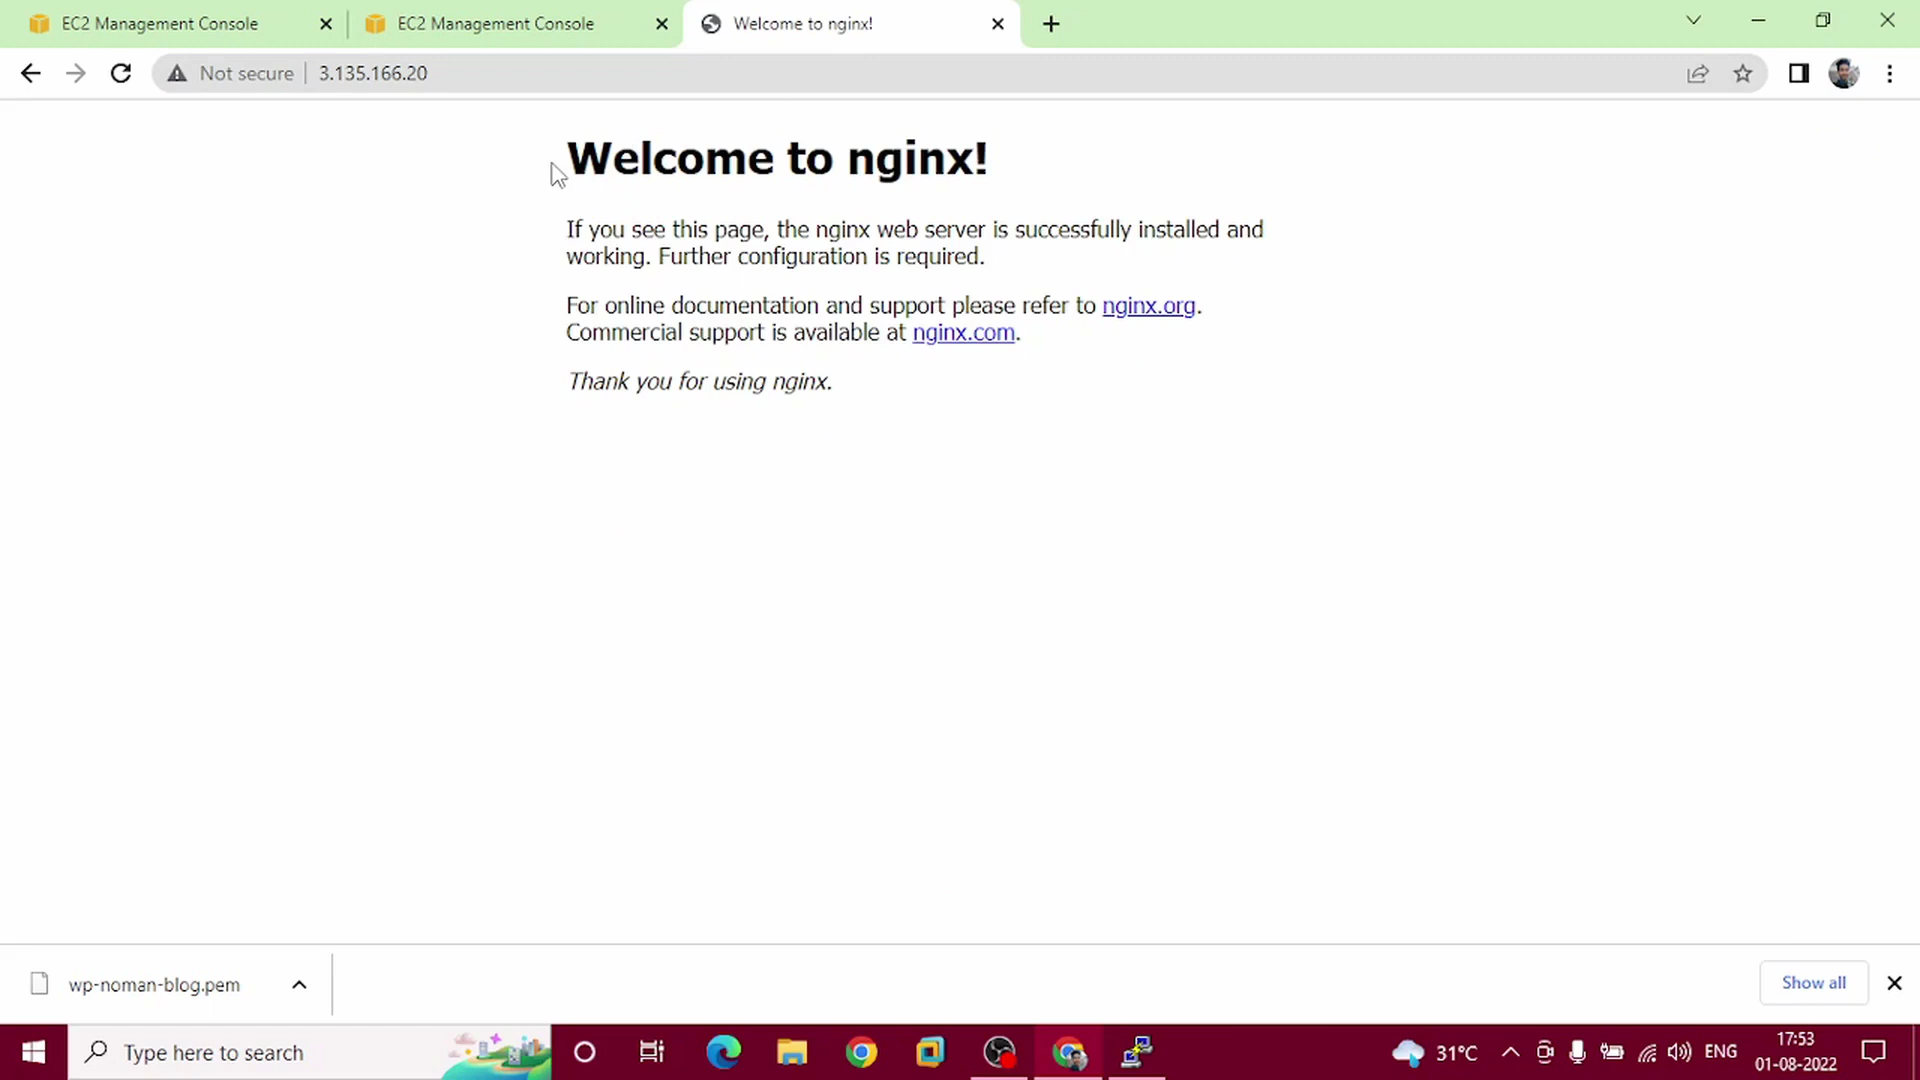 EC2 Management Console
EC2 Management Console
Welcome to nginx!
Not secure
3.135.166.20
Welcome to nginx!
If you see this page, the nginx web server is successfully installed and
working. Further configuration is required.
For online documentation and support please refer to nginx.org.
Commercial support is available at nginx.com.
Thank you for using nginx.
wp-noman-blog.pem
Show all
Type here to search
31°C
ENG
17:53
01-08-2022